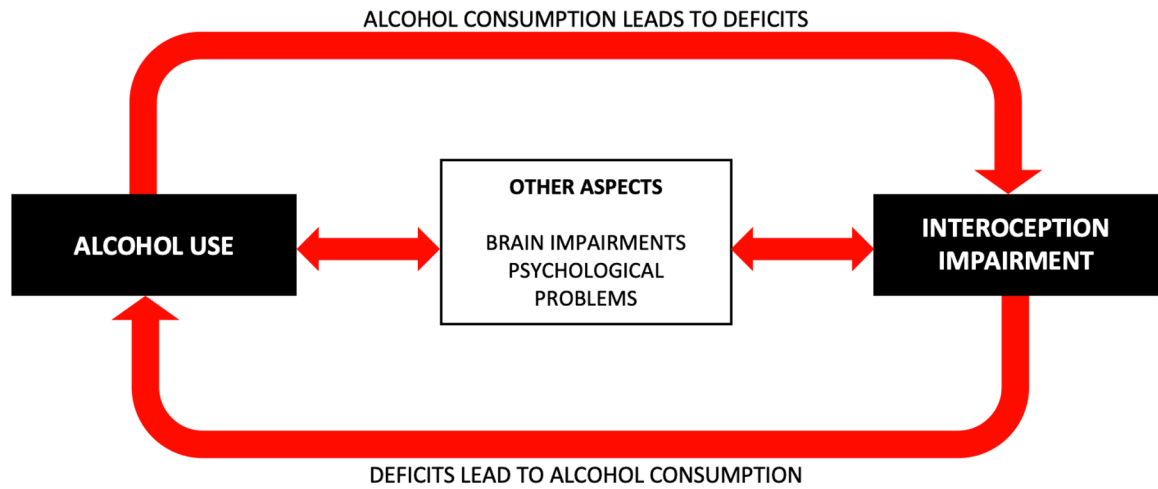 ALCOHOL CONSUMPTION LEADS TO DEFICITS
ALCOHOL USE
OTHER ASPECTS
BRAIN IMPAIRMENTS
PSYCHOLOGICAL
PROBLEMS
INTEROCEPTION
IMPAIRMENT
DEFICITS LEAD TO ALCOHOL CONSUMPTION